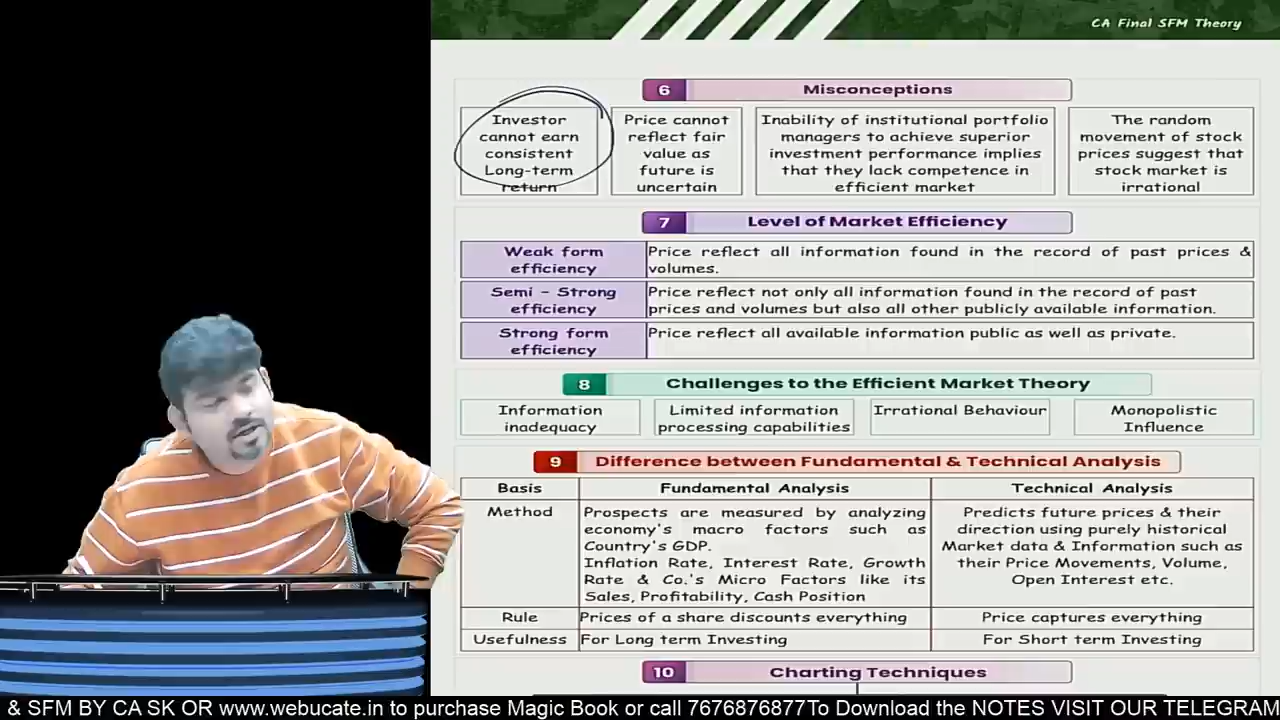 CA Final SFM Theory
6 Misconceptions
Investor
cannot earn
consistent
Long-term
return
Price cannot
reflect fair
value as
future is
uncertain
Inability of institutional portfolio
managers to achieve superior
investment performance implies
that they lack competence in
efficient market
The random
movement of stock
prices suggest that
stock market is
irrational
7 Level of Market Efficiency
Weak form
efficiency
Price reflect all information found in the record of past prices &
volumes.
Semi - Strong
efficiency
Price reflect not only all information found in the record of past
prices and volumes but also all other publicly available information.
Strong form
efficiency
Price reflect all available information public as well as private.
8 Challenges to the Efficient Market Theory
Information
inadequacy
Limited information
processing capabilities
Irrational Behaviour
Monopolistic
Influence
9 Difference between Fundamental & Technical Analysis
Basis
Fundamental Analysis
Technical Analysis
Method
Prospects are measured by analyzing
economy's macro factors such as
Country's GDP.
Inflation Rate, Interest Rate, Growth
Rate & Co.'s Micro Factors like its
Sales, Profitability, Cash Position
Predicts future prices & their
direction using purely historical
Market data & Information such as
their Price Movements, Volume,
Open Interest etc.
Rule
Prices of a share discounts everything
Price captures everything
Usefulness
For Long term Investing
For Short term Investing
10 Charting Techniques
& SFM BY CA SK OR www.webucate.in to purchase Magic Book or call 7676876877To Download the NOTES VISIT OUR TELEGRAM